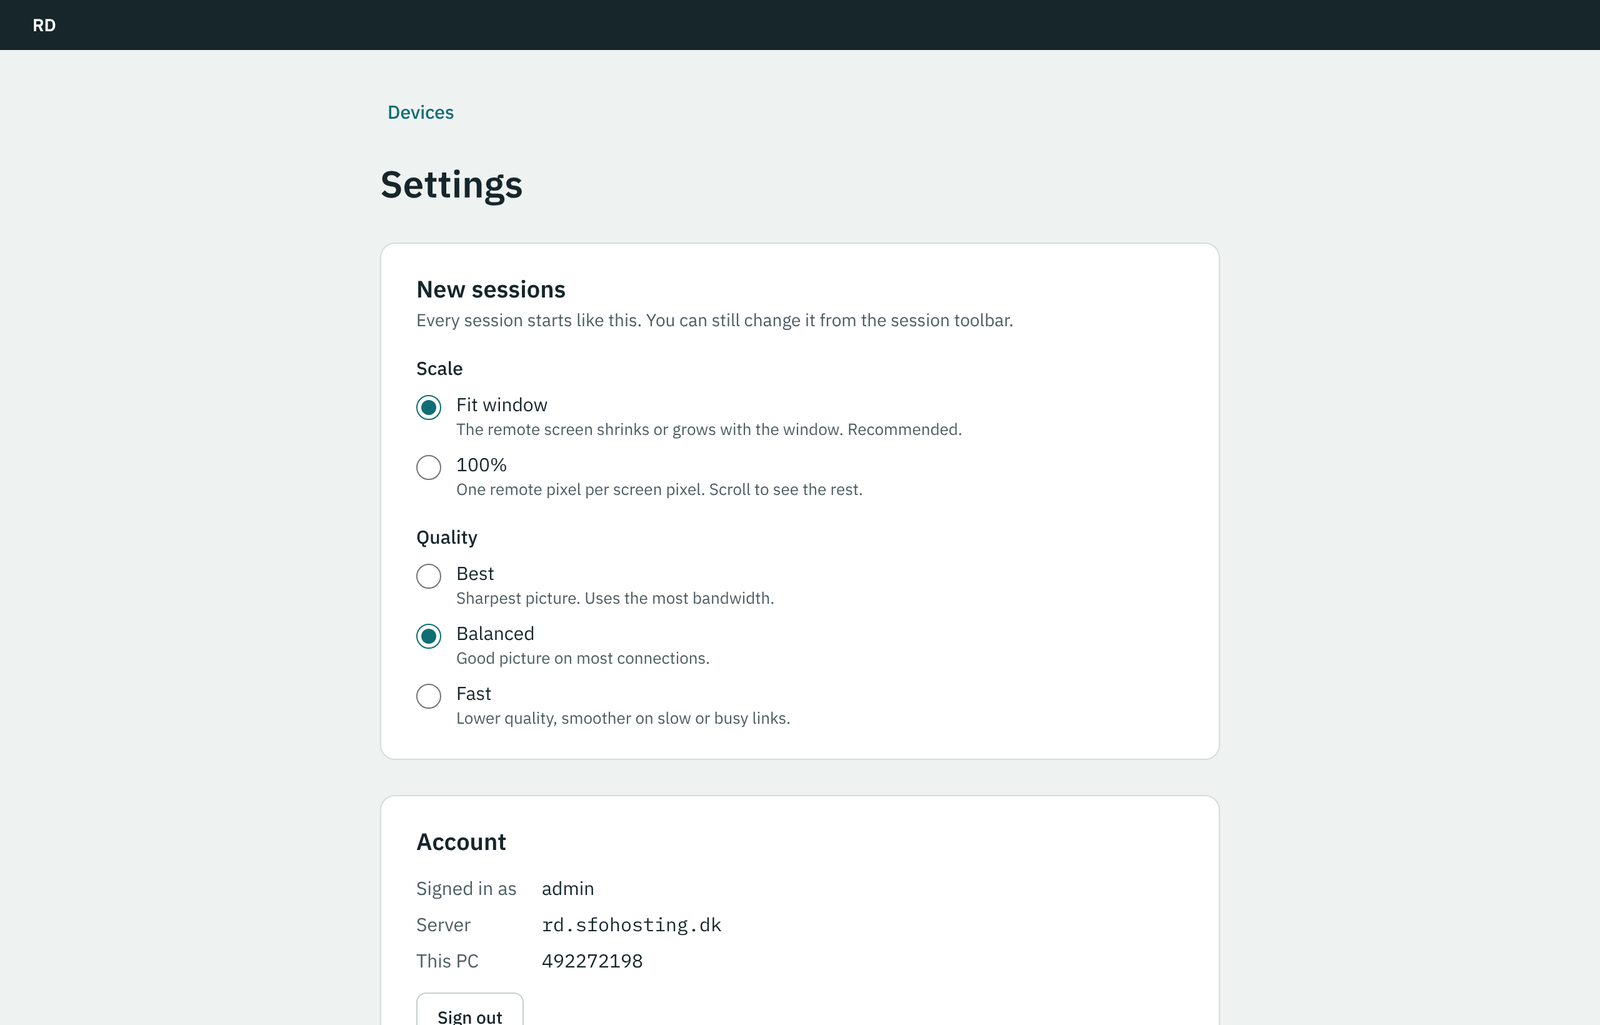 RD
Devices
Settings
New sessions
Every session starts like this. You can still change it from the session toolbar.
Scale
Fit window
The remote screen shrinks or grows with the window. Recommended.
100%
One remote pixel per screen pixel. Scroll to see the rest.
Quality
Best
Sharpest picture. Uses the most bandwidth.
Balanced
Good picture on most connections.
Fast
Lower quality, smoother on slow or busy links.
Account
Signed in as admin
Server rd.sfohosting.dk
This PC 492272198
Sign out